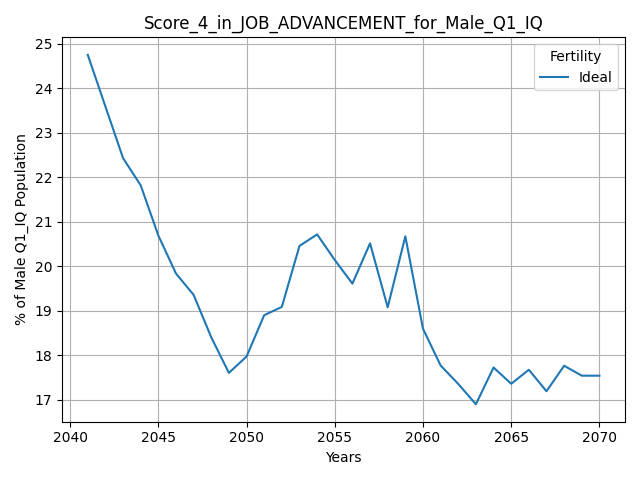 Score_4_in_JOB_ADVANCEMENT_for_Male_Q1_IQ
Fertility
Ideal
% of Male Q1_IQ Population
25
24
23
22
21
20
19
18
17
2040 2045 2050 2055 2060 2065 2070
Years